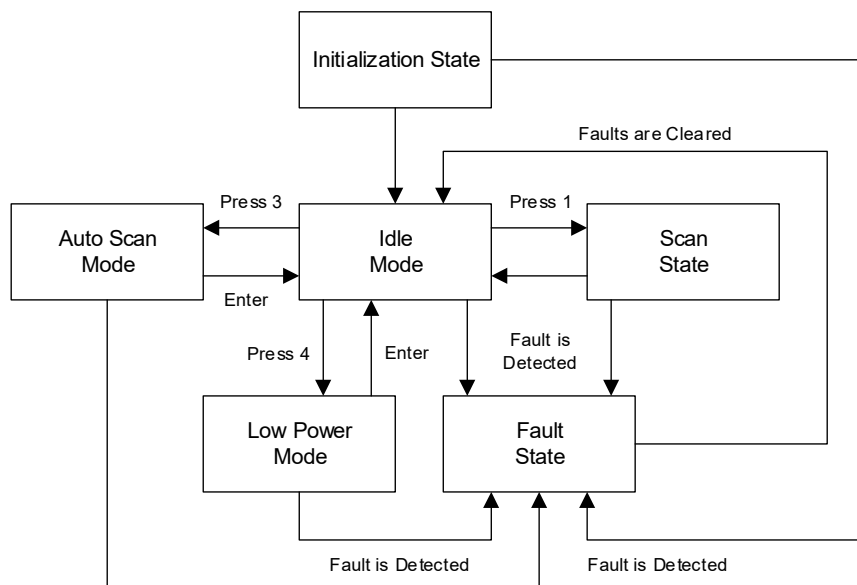 Initialization State
Faults are Cleared
Press 3
Press 1
Auto Scan
Mode
Idle
Mode
Scan
State
Enter
Press 4
Enter
Fault is
Detected
Low Power
Mode
Fault
State
Fault is Detected
Fault is Detected